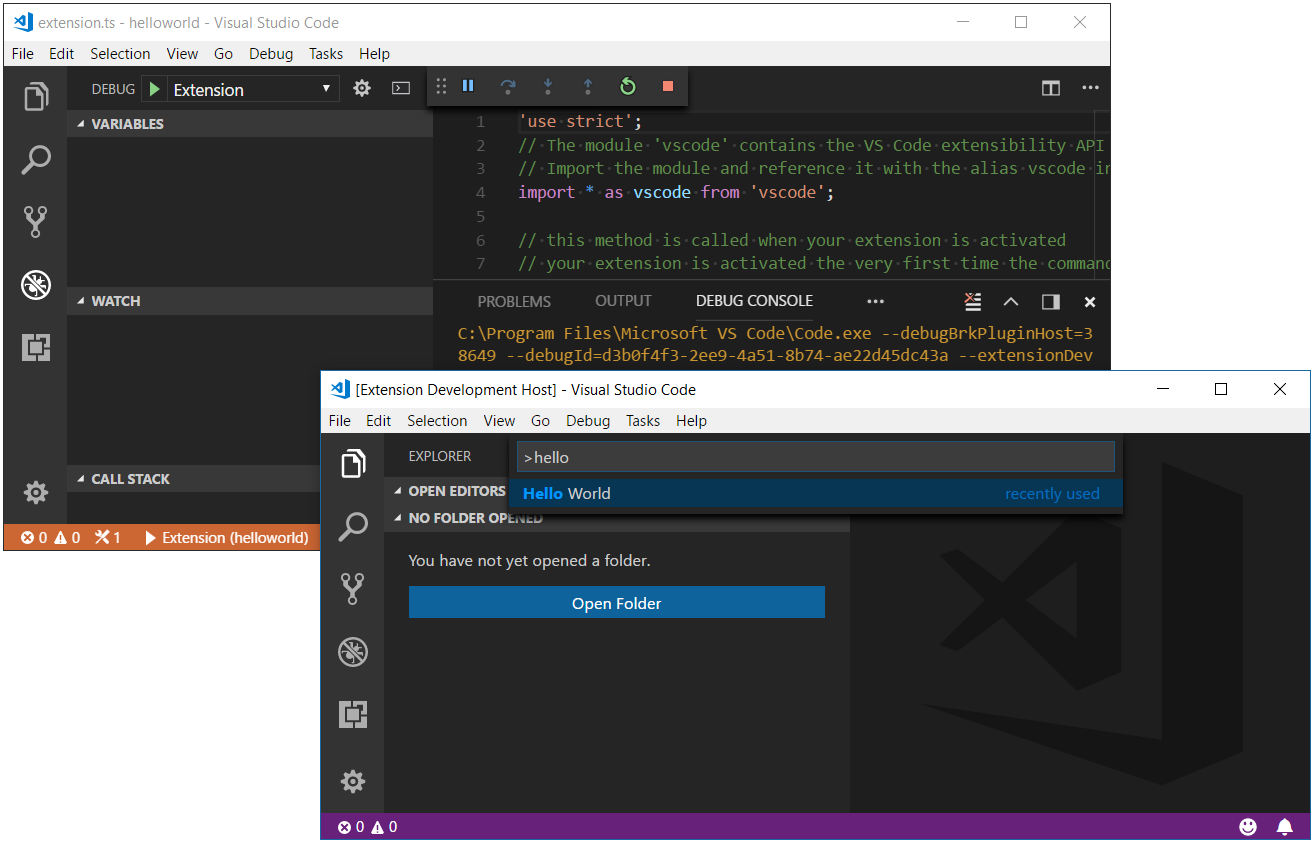 extension.ts - helloworld - Visual Studio Code
File Edit Selection View Go Debug Tasks Help
DEBUG Extension
VARIABLES
WATCH
CALL STACK
1 'use strict';
2 // The module 'vscode' contains the VS Code extensibility API
3 // Import the module and reference it with the alias vscode in
4 import * as vscode from 'vscode';
5
6 // this method is called when your extension is activated
7 // your extension is activated the very first time the command
PROBLEMS OUTPUT DEBUG CONSOLE
C:\Program Files\Microsoft VS Code\Code.exe --debugBrkPluginHost=3
8649 --debugId=d3b0f4f3-2ee9-4a51-8b74-ae22d45dc43a --extensionDev
0 0 1 Extension (helloworld)
[Extension Development Host] - Visual Studio Code
File Edit Selection View Go Debug Tasks Help
EXPLORER
>hello
Hello World recently used
OPEN EDITORS
NO FOLDER OPENED
You have not yet opened a folder.
Open Folder
0 0